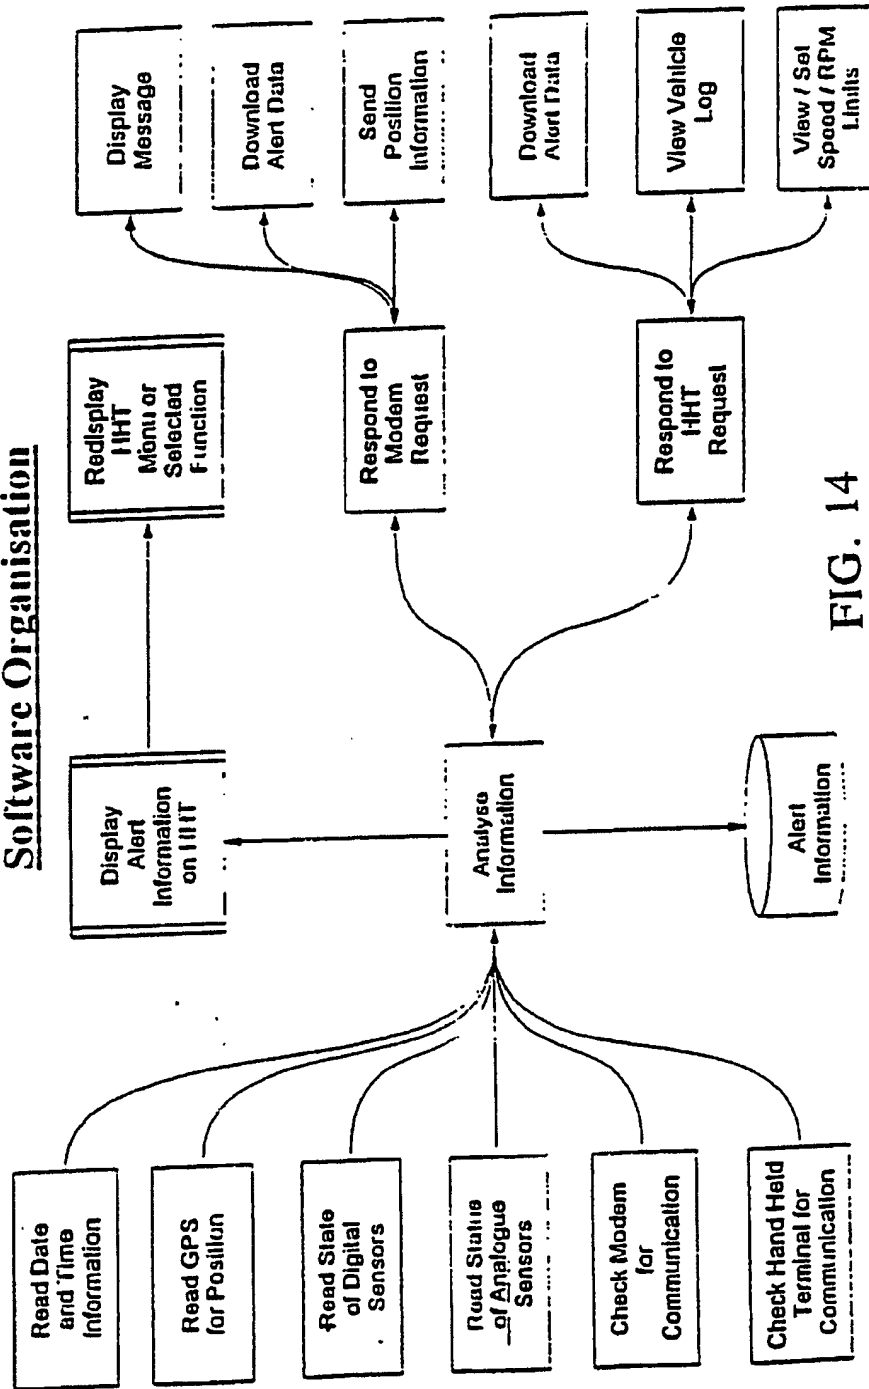 Software Organisation
Read Date
and Time
Information
Read GPS
for Position
Read State
of Digital
Sensors
Read Status
of Analogue
Sensors
Check Modem
for
Communication
Check Hand Held
Terminal for
Communication
Display
Alert
Information
on HHT
Analyse
Information
Alert
Information
Redisplay
HHT
Menu or
Selected
Function
Respond to
Modem
Request
Respond to
HHT
Request
Display
Message
Download
Alert Data
Send
Position
Information
Download
Alert Data
View Vehicle
Log
View / Set
Speed / RPM
Limits
FIG. 14